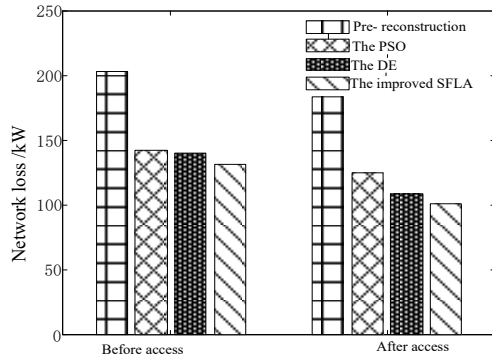 250
200
150
100
50
0
Network loss /kW
Pre- reconstruction
The PSO
The DE
The improved SFLA
Before access
After access